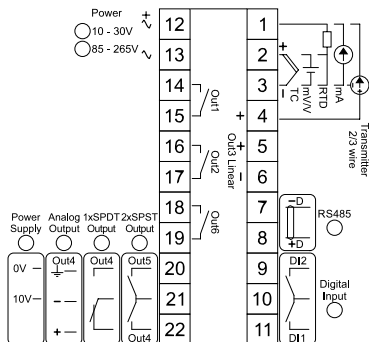 Power
10 - 30V
85 - 265V
+
12
13
14
15
16
17
18
19
20
21
22
Out1
Out2
Out6
1
2
3
4
5
6
7
8
9
10
11
+
-
TC
mV/V
RTD
mA
Transmitter
2/3 wire
+
+
-
Out3 Linear
-D
+D
RS485
DI2
DI1
Digital
Input
Power
Supply
Analog
Output
1xSPDT
Output
2xSPST
Output
0V -
10V -
Out4
-
+
Out4
Out5
Out4